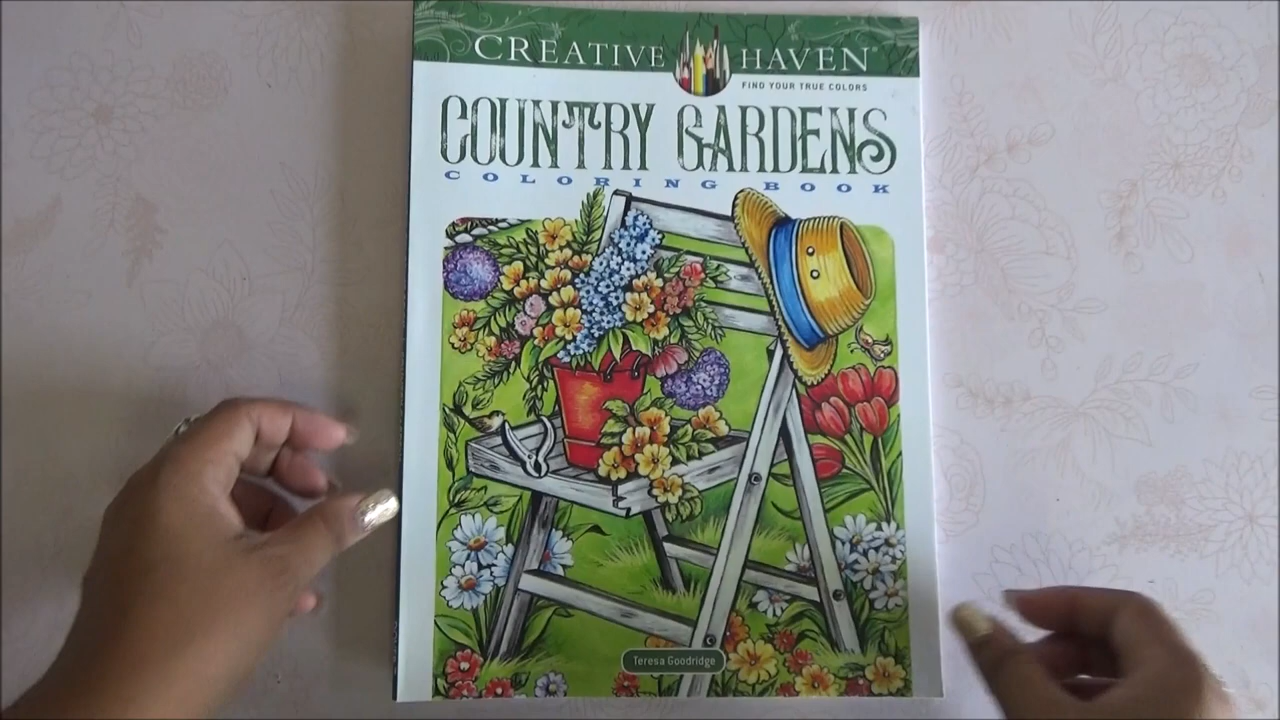 CREATIVE HAVEN®
FIND YOUR TRUE COLORS
COUNTRY GARDENS
COLORING BOOK
Teresa Goodridge